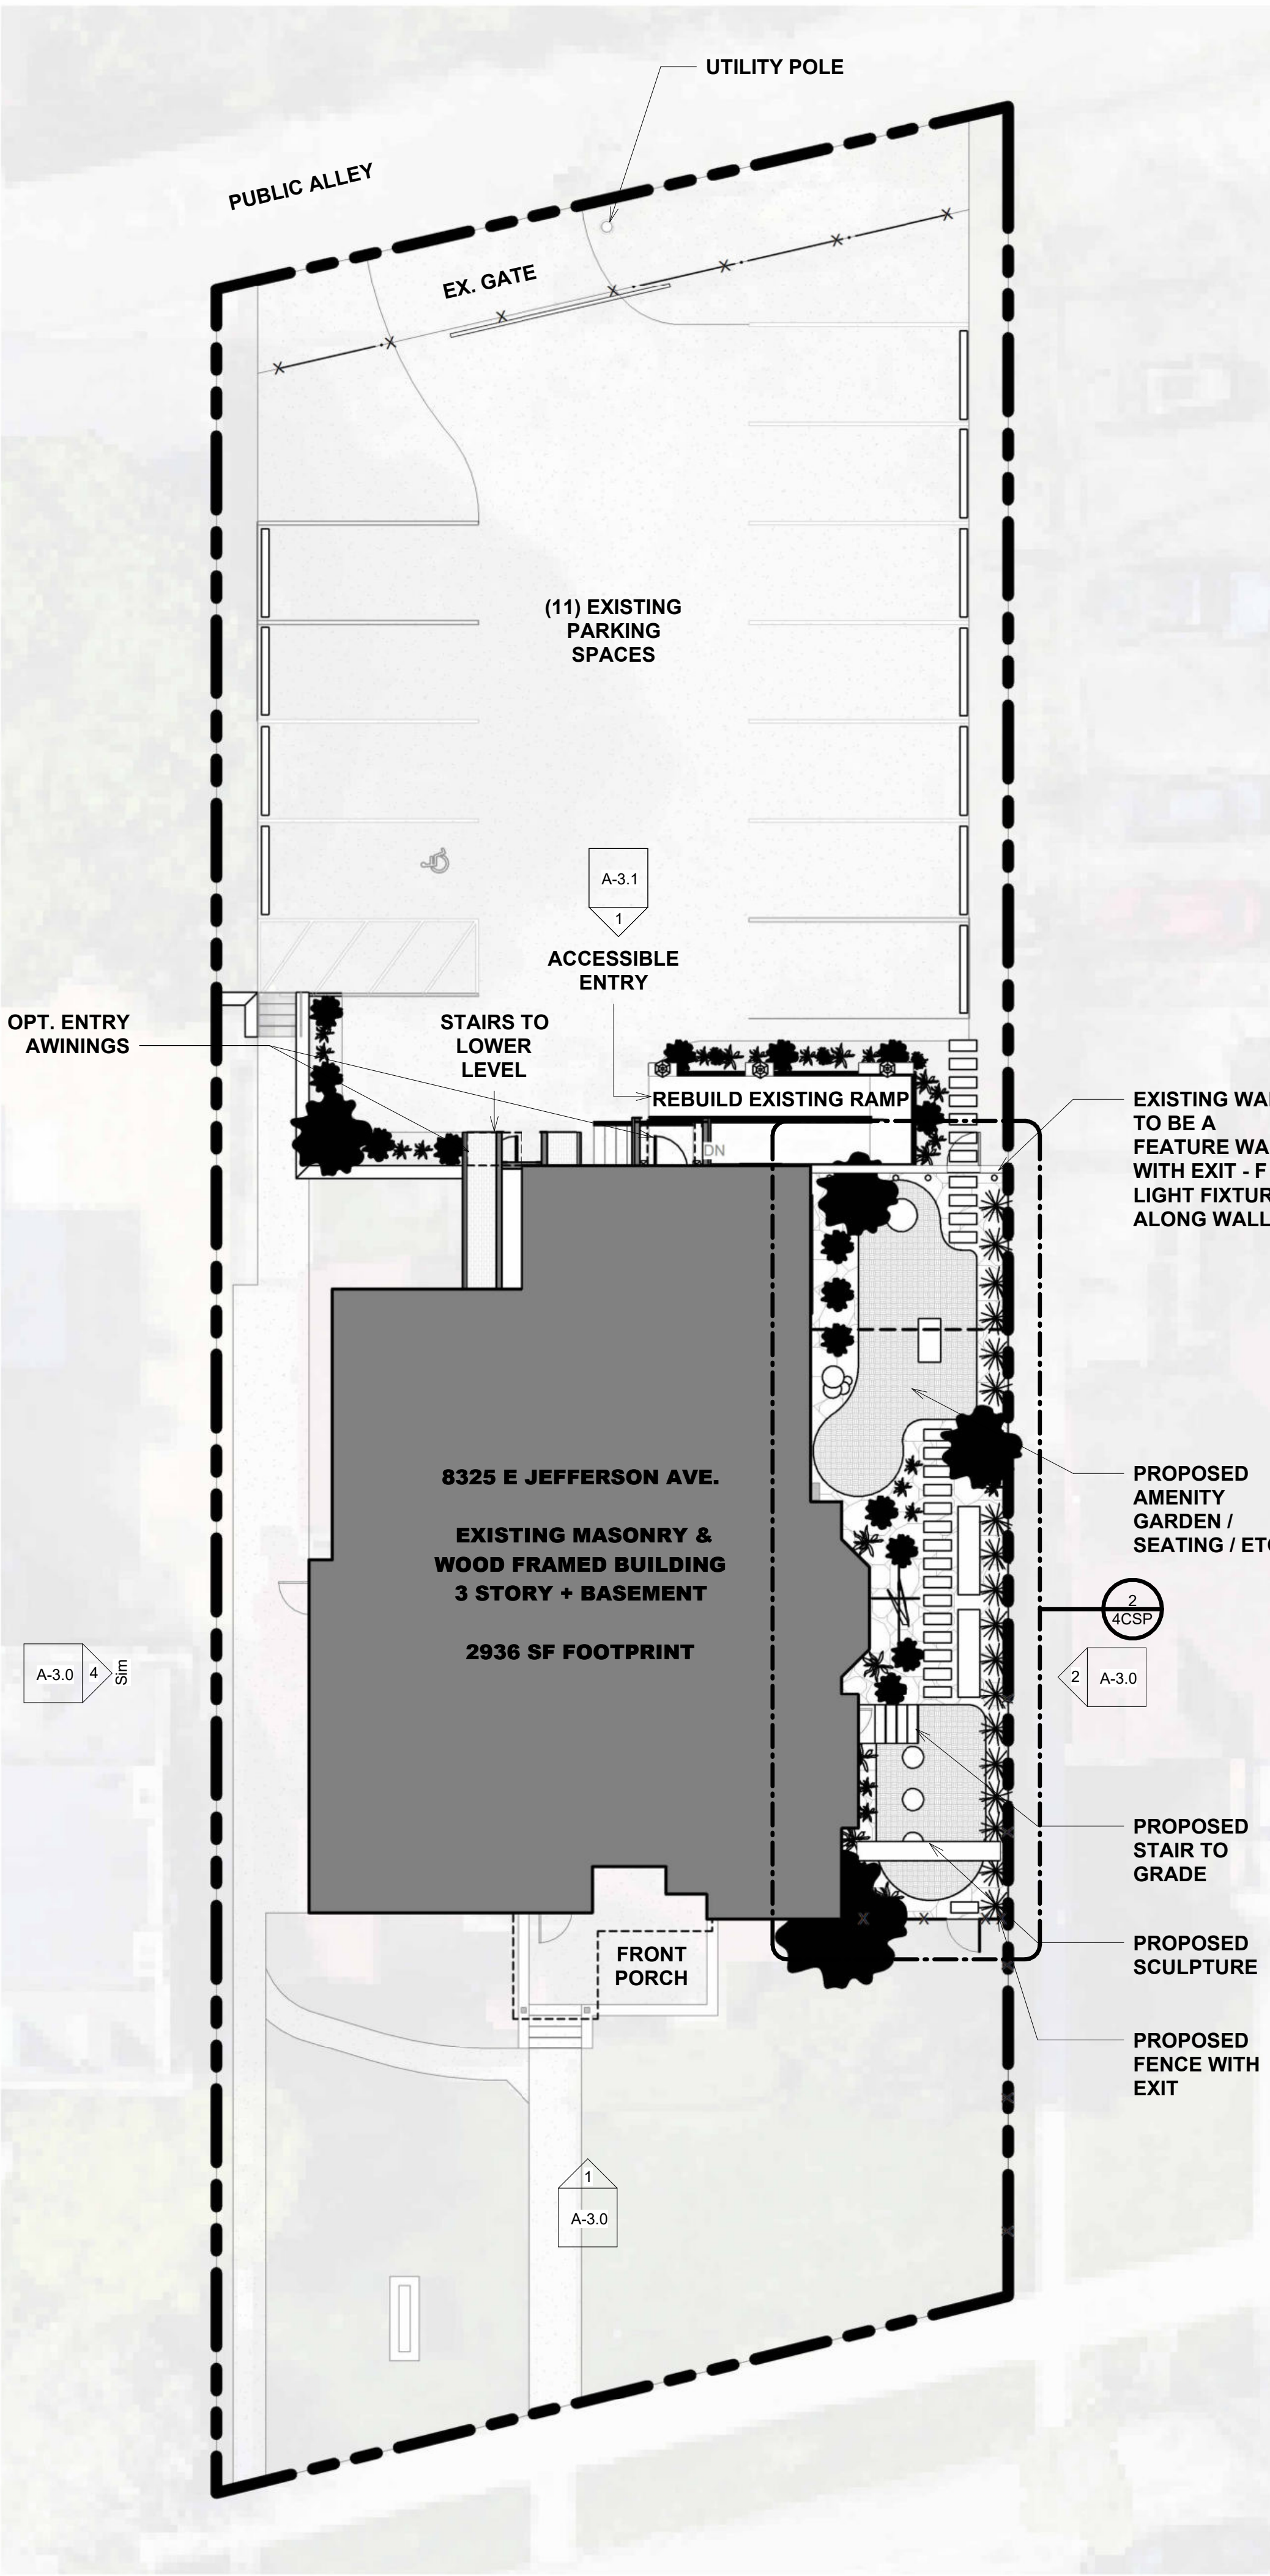 UTILITY POLE
PUBLIC ALLEY
EX. GATE
(11) EXISTING
PARKING
SPACES
A-3.1
1
ACCESSIBLE
ENTRY
OPT. ENTRY
AWININGS
STAIRS TO
LOWER
LEVEL
REBUILD EXISTING RAMP
DN
EXISTING WA
TO BE A
FEATURE WA
WITH EXIT - F
LIGHT FIXTUR
ALONG WALL
8325 E JEFFERSON AVE.
EXISTING MASONRY &
WOOD FRAMED BUILDING
3 STORY + BASEMENT
2936 SF FOOTPRINT
PROPOSED
AMENITY
GARDEN /
SEATING / ETC
2
4CSP
A-3.0 4 Sim
2 A-3.0
PROPOSED
STAIR TO
GRADE
PROPOSED
SCULPTURE
FRONT
PORCH
PROPOSED
FENCE WITH
EXIT
1
A-3.0